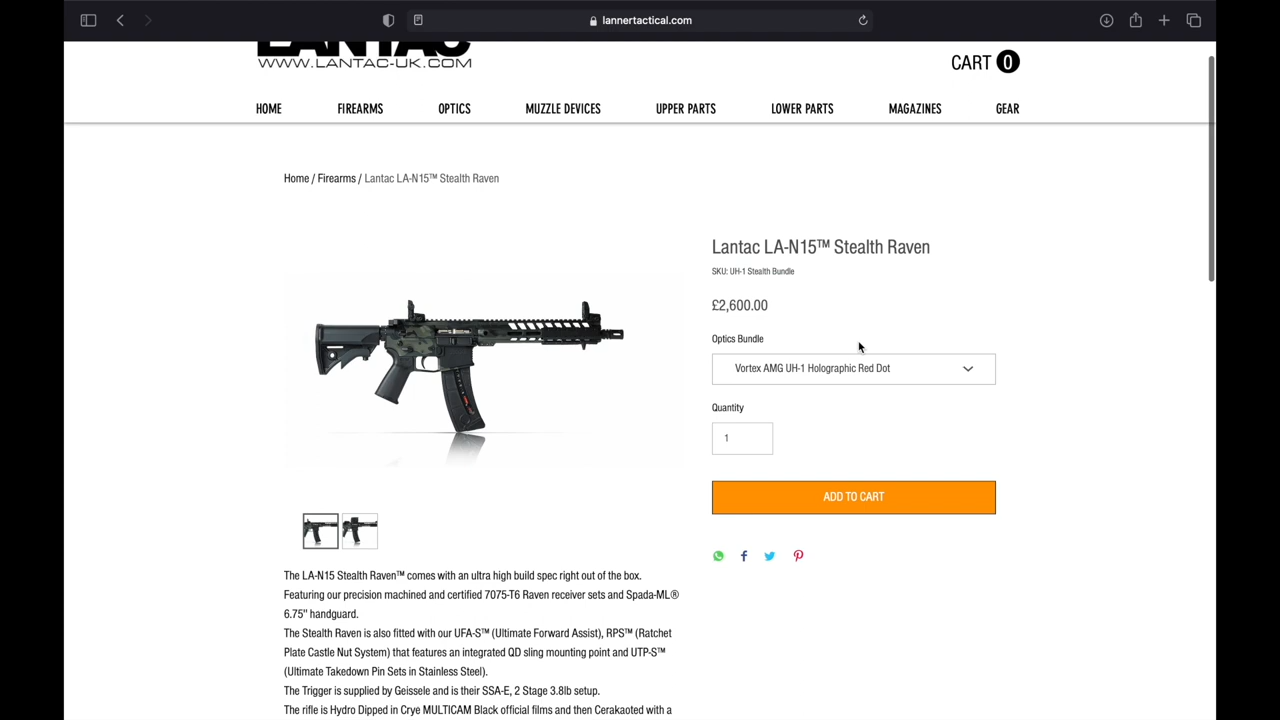 lannertactical.com
LANTAC
WWW.LANTAC-UK.COM
CART 0
HOME FIREARMS OPTICS MUZZLE DEVICES UPPER PARTS LOWER PARTS MAGAZINES GEAR
Home / Firearms / Lantac LA-N15™ Stealth Raven
Lantac LA-N15™ Stealth Raven
SKU: UH-1 Stealth Bundle
£2,600.00
Optics Bundle
Vortex AMG UH-1 Holographic Red Dot
Quantity
1
ADD TO CART
The LA-N15 Stealth Raven™ comes with an ultra high build spec right out of the box.
Featuring our precision machined and certified 7075-T6 Raven receiver sets and Spada-ML®
6.75" handguard.
The Stealth Raven is also fitted with our UFA-S™ (Ultimate Forward Assist), RPS™ (Ratchet
Plate Castle Nut System) that features an integrated QD sling mounting point and UTP-S™
(Ultimate Takedown Pin Sets in Stainless Steel).
The Trigger is supplied by Geissele and is their SSA-E, 2 Stage 3.8lb setup.
The rifle is Hydro Dipped in Crye MULTICAM Black official films and then Cerakaoted with a